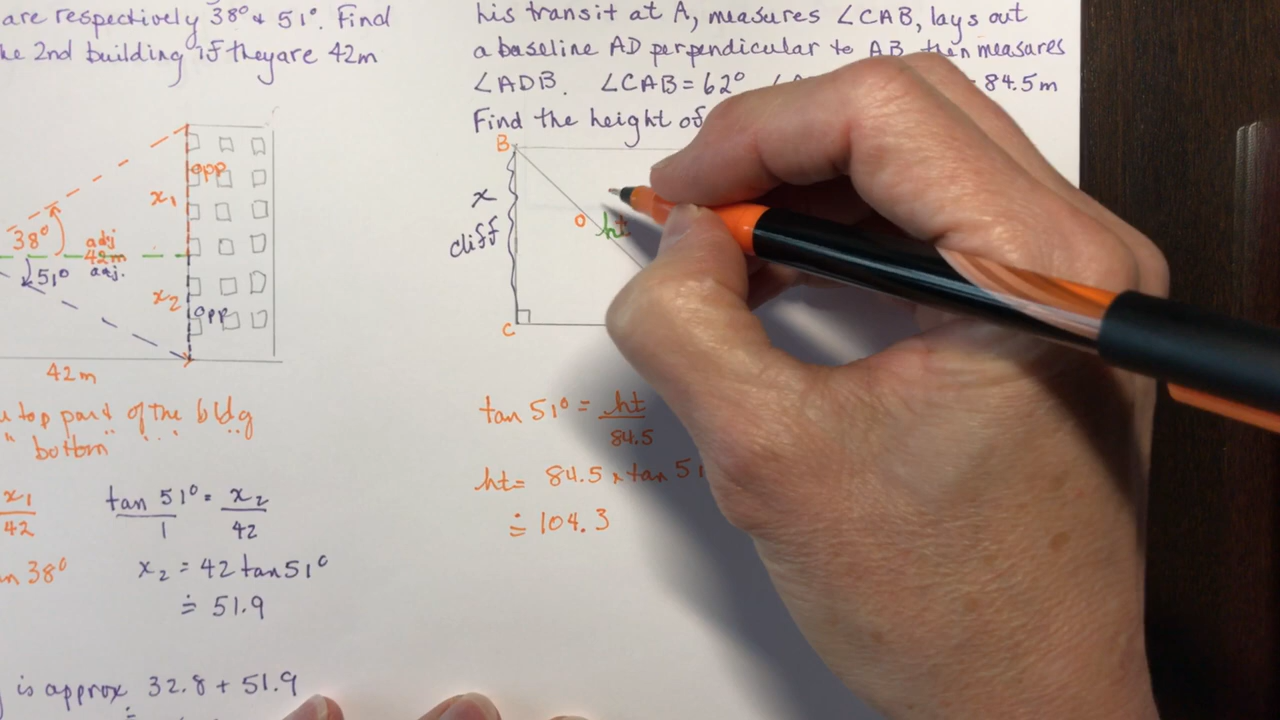 are respectively 38° & 51°. Find
he 2nd building if they are 42m
opp
x₁
38°
adj
42m
adj.
51°
x₂
opp
42m
top part of the bldg
" bottom " ... "
x₁
42
tan 51° = x₂
1 42
n 38°
x₂ = 42 tan 51°
≐ 51.9
is approx 32.8 + 51.9
≐
his transit at A, measures ∠CAB, lays out
a baseline AD perpendicular to AB, then measures
∠ADB. ∠CAB = 62° = 84.5m
Find the height of
B
x
cliff
o
ht
C
tan 51° = ht
84.5
ht = 84.5 x tan 51
≐ 104.3